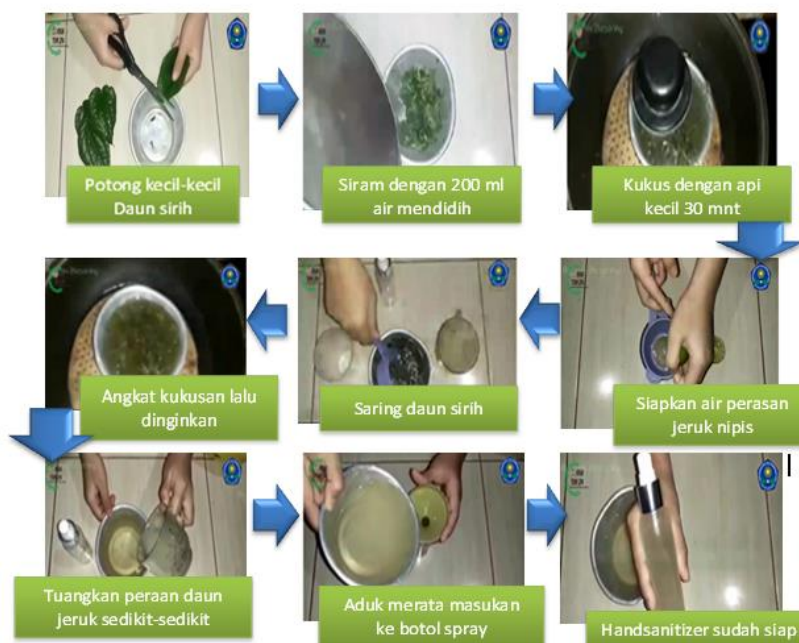 Potong kecil-kecil
Daun sirih
Siram dengan 200 ml
air mendidih
Kukus dengan api
kecil 30 mnt
Siapkan air perasan
jeruk nipis
Saring daun sirih
Angkat kukusan lalu
dinginkan
Tuangkan peraan daun
jeruk sedikit-sedikit
Aduk merata masukan
ke botol spray
Handsanitizer sudah siap